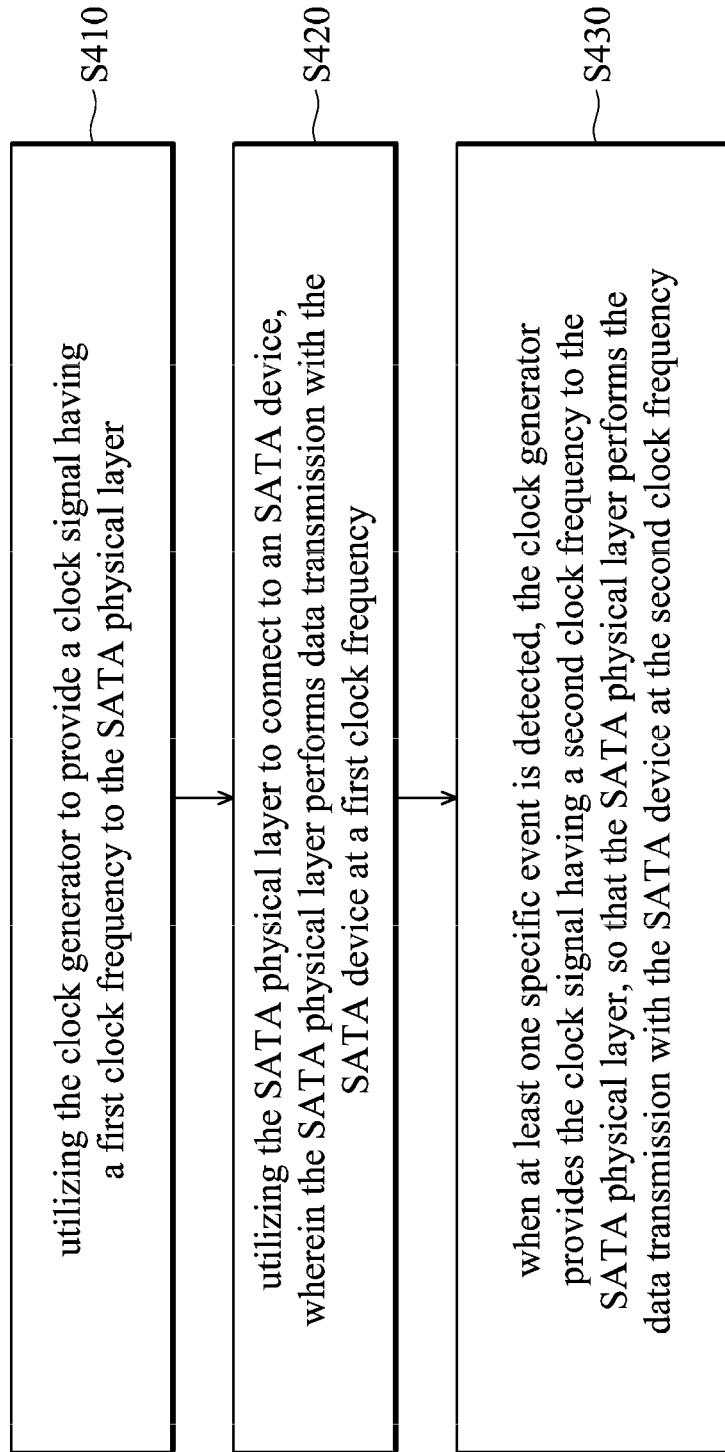 utilizing the clock generator to provide a clock signal having
a first clock frequency to the SATA physical layer
S410
utilizing the SATA physical layer to connect to an SATA device,
wherein the SATA physical layer performs data transmission with the
SATA device at a first clock frequency
S420
when at least one specific event is detected, the clock generator
provides the clock signal having a second clock frequency to the
SATA physical layer, so that the SATA physical layer performs the
data transmission with the SATA device at the second clock frequency
S430